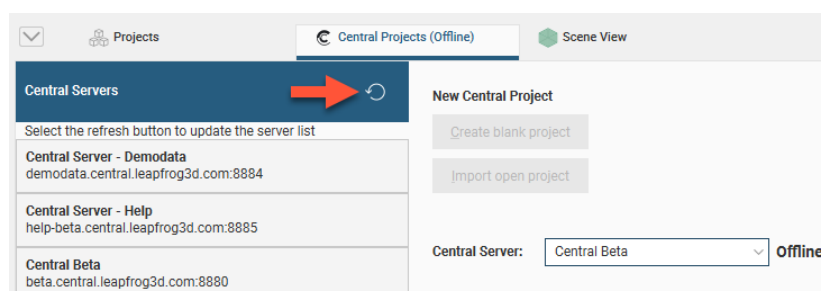 Projects
Central Projects (Offline)
Scene View
Central Servers
Select the refresh button to update the server list
Central Server - Demodata
demodata.central.leapfrog3d.com:8884
Central Server - Help
help-beta.central.leapfrog3d.com:8885
Central Beta
beta.central.leapfrog3d.com:8880
New Central Project
Create blank project
Import open project
Central Server:
Central Beta
Offline